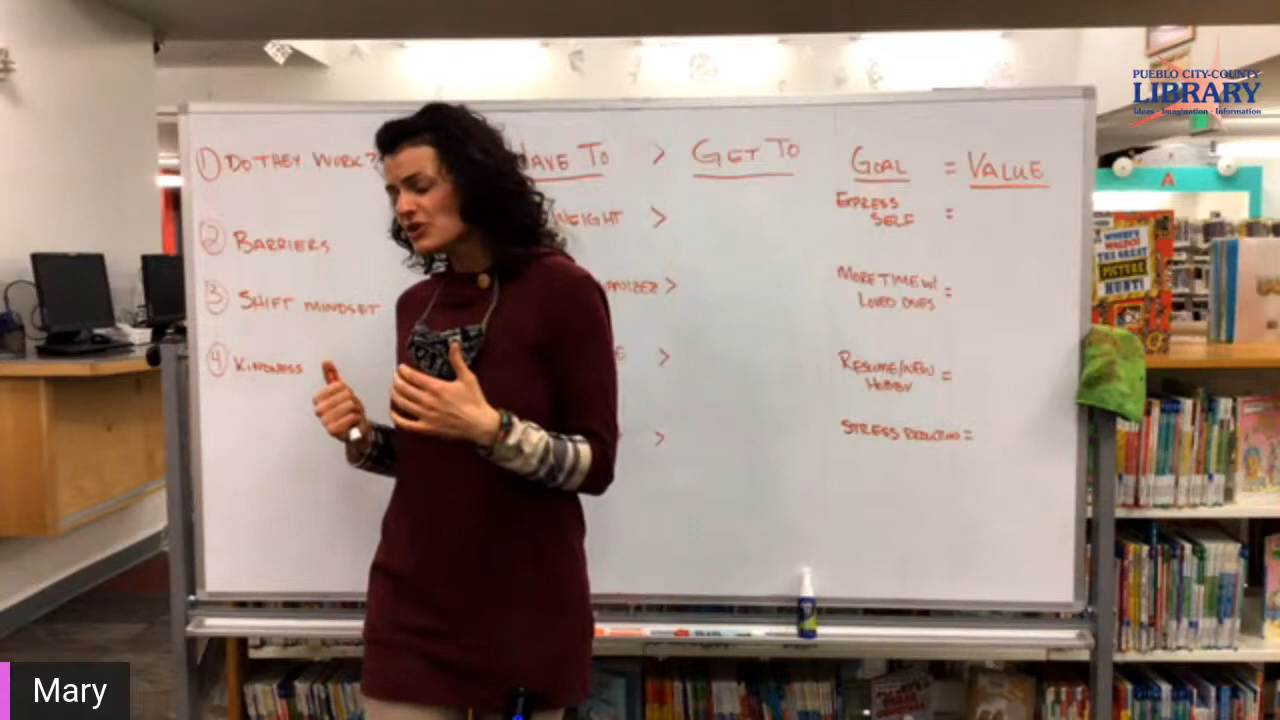 PUEBLO CITY-COUNTY
LIBRARY
Ideas · Imagination · Information
① DO THEY WORK?
② BARRIERS
③ SHIFT MINDSET
④ KINDNESS
HAVE TO > GET TO
WEIGHT >
>
>
>
GOAL = VALUE
EXPRESS
SELF =
MORE TIME W/
LOVED ONES =
RESUME/NEW
HOBBY =
STRESS REDUCTION =
A
WHERE'S
WALDO?
THE GREAT
PICTURE
HUNT!
Mary